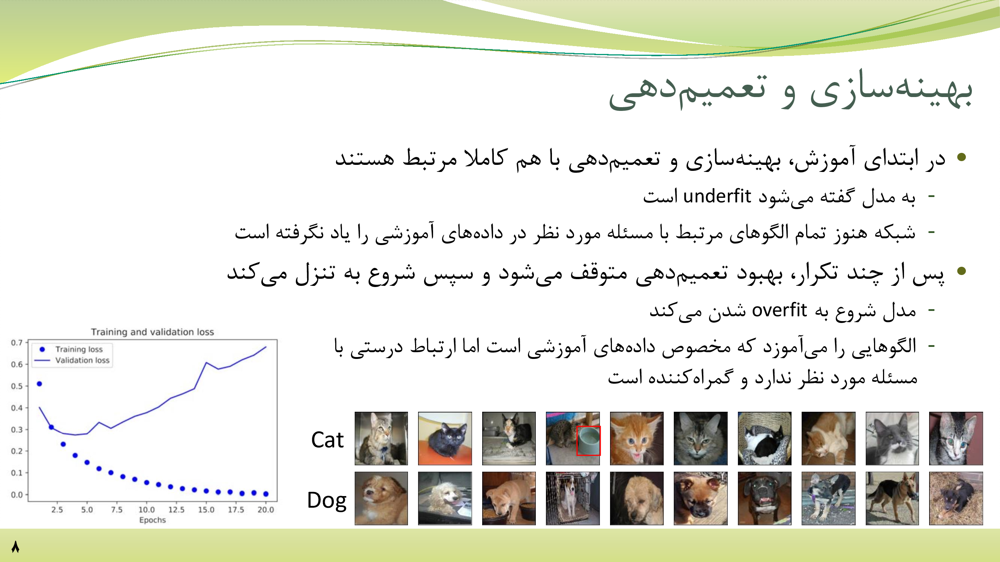 بهینه‌سازی و تعمیم‌دهی
• در ابتدای آموزش، بهینه‌سازی و تعمیم‌دهی با هم کاملا مرتبط هستند
- به مدل گفته می‌شود underfit است
- شبکه هنوز تمام الگوهای مرتبط با مسئله مورد نظر در داده‌های آموزشی را یاد نگرفته است
• پس از چند تکرار، بهبود تعمیم‌دهی متوقف می‌شود و سپس شروع به تنزل می‌کند
- مدل شروع به overfit شدن می‌کند
- الگوهایی را می‌آموزد که مخصوص داده‌های آموزشی است اما ارتباط درستی با
مسئله مورد نظر ندارد و گمراه‌کننده است
Training and validation loss
Training loss
Validation loss
0.7
0.6
0.5
0.4
0.3
0.2
0.1
0.0
2.5 5.0 7.5 10.0 12.5 15.0 17.5 20.0
Epochs
Cat
Dog
۸